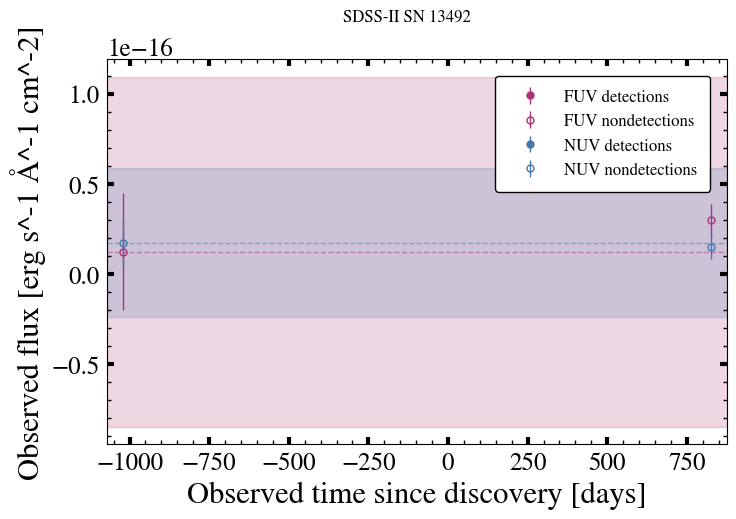 SDSS-II SN 13492
1e−16
Observed flux [erg s^-1 Å^-1 cm^-2]
1.0
0.5
0.0
−0.5
FUV detections
FUV nondetections
NUV detections
NUV nondetections
−1000 −750 −500 −250 0 250 500 750
Observed time since discovery [days]